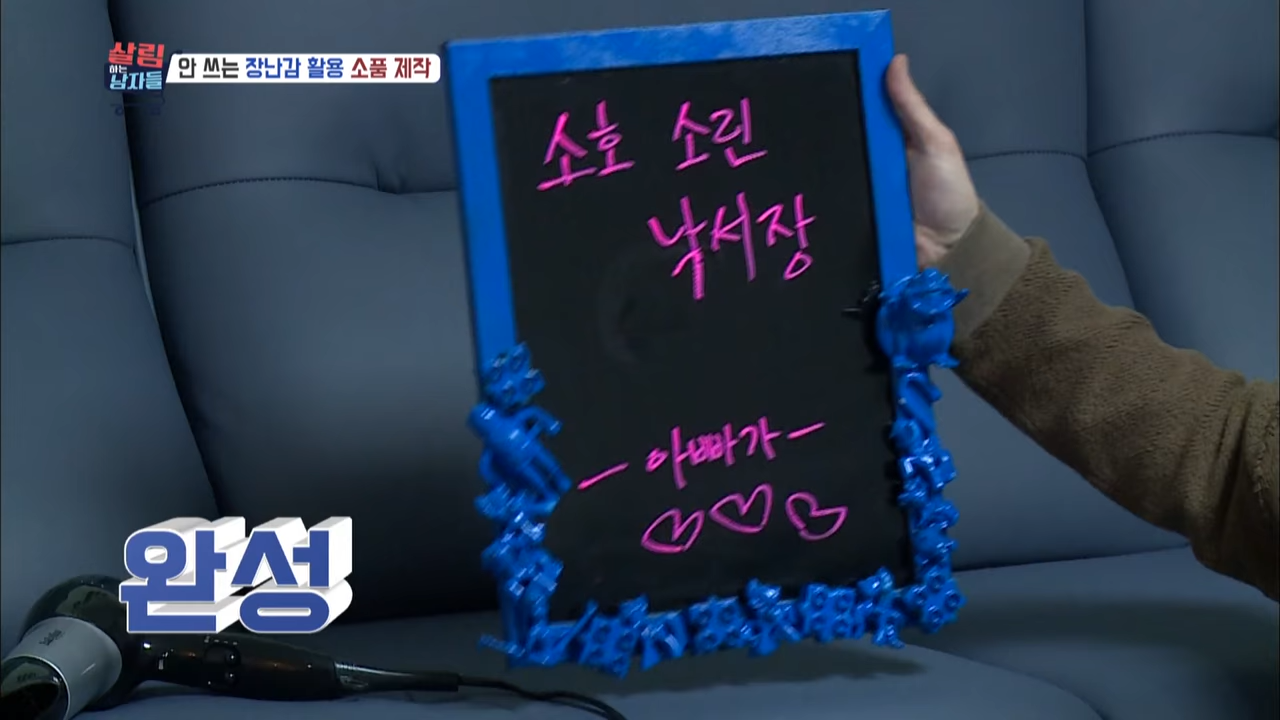 살림
하는
남자들
안 쓰는 장난감 활용 소품 제작
소호 소린
낙서장
- 아빠가 -
완성